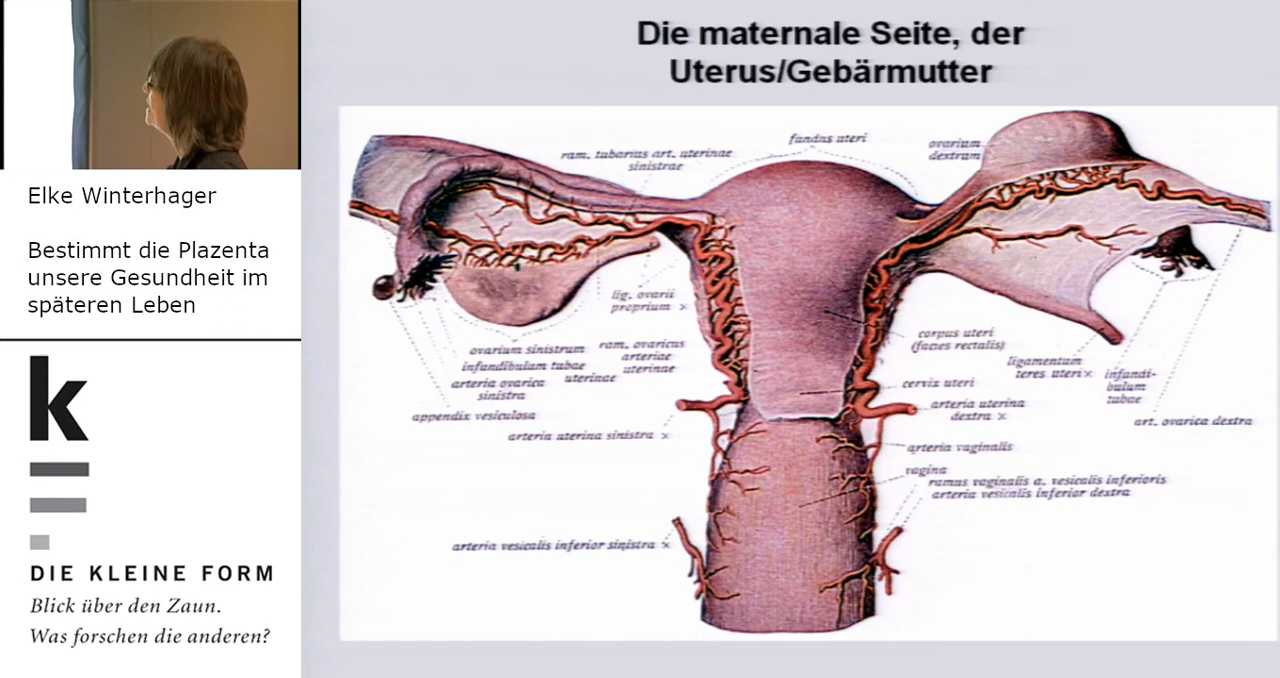 Elke Winterhager
Bestimmt die Plazenta
unsere Gesundheit im
späteren Leben
k
DIE KLEINE FORM
Blick über den Zaun.
Was forschen die anderen?
Die maternale Seite, der
Uterus/Gebärmutter
fundus uteri
ram. tubarius art. uterinae
sinistrae
ovarium
dextrum
lig. ovarii
proprium ×
ovarium sinistrum
infundibulum tubae
arteria ovarica
sinistra
appendix vesiculosa
ram. ovaricus
arteriae
uterinae
uterinae
arteria uterina sinistra ×
arteria vesicalis inferior sinistra ×
corpus uteri
(facies rectalis)
ligamentum
teres uteri ×
infundi-
bulum
tubae
cervix uteri
arteria uterina
dextra ×
art. ovarica dextra
arteria vaginalis
vagina
ramus vaginalis a. vesicalis inferioris
arteria vesicalis inferior dextra